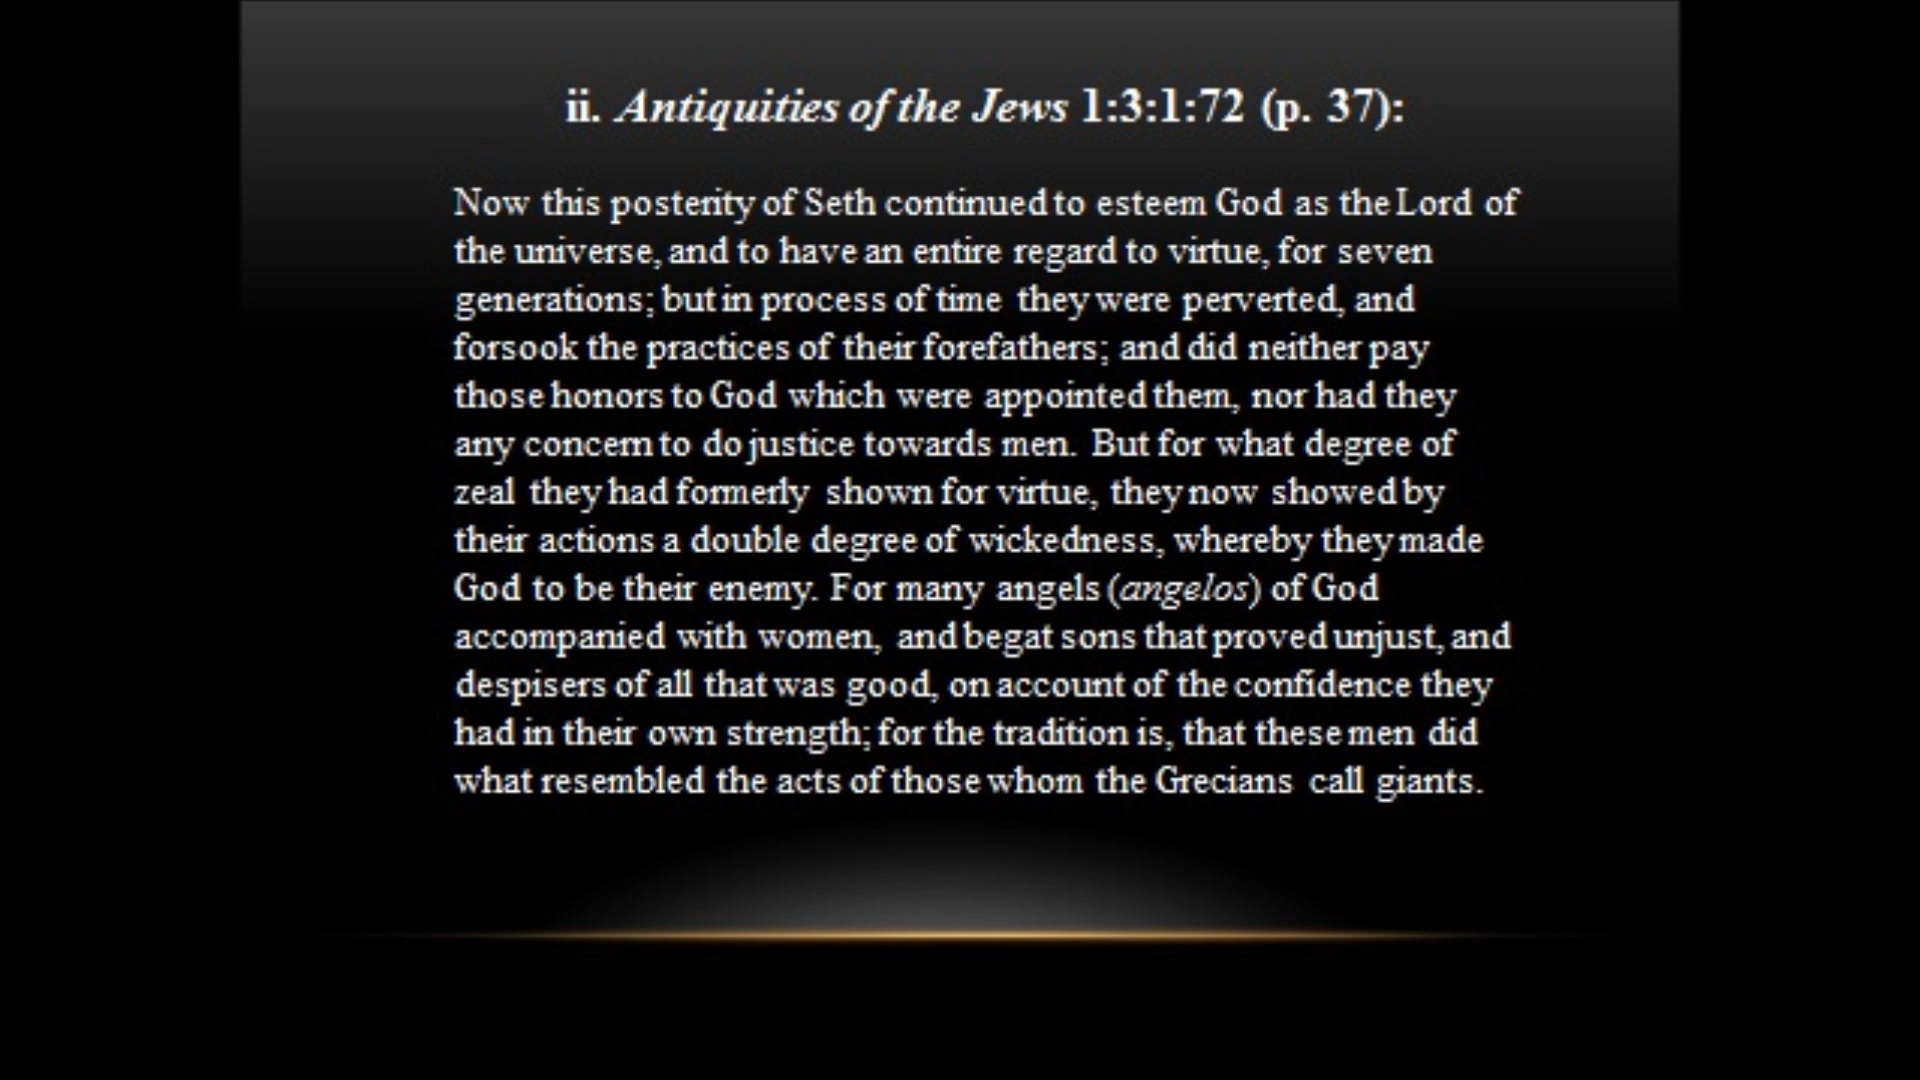 ii. Antiquities of the Jews 1:3:1:72 (p. 37):
Now this posterity of Seth continued to esteem God as the Lord of
the universe, and to have an entire regard to virtue, for seven
generations; but in process of time they were perverted, and
forsook the practices of their forefathers; and did neither pay
those honors to God which were appointed them, nor had they
any concern to do justice towards men. But for what degree of
zeal they had formerly shown for virtue, they now showed by
their actions a double degree of wickedness, whereby they made
God to be their enemy. For many angels (angelos) of God
accompanied with women, and begat sons that proved unjust, and
despisers of all that was good, on account of the confidence they
had in their own strength; for the tradition is, that these men did
what resembled the acts of those whom the Grecians call giants.